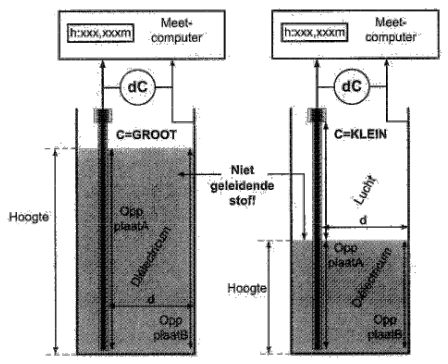 h:xxx,xxxm
Meet-
computer
dC
C=GROOT
Hoogte
Opp
plaatA
Diëlectricum
d
Opp
plaatB
Niet
geleidende
stof!
h:xxx,xxxm
Meet-
computer
dC
C=KLEIN
Lucht
d
Hoogte
Opp
plaatA
Diëlectricum
Opp
plaatB